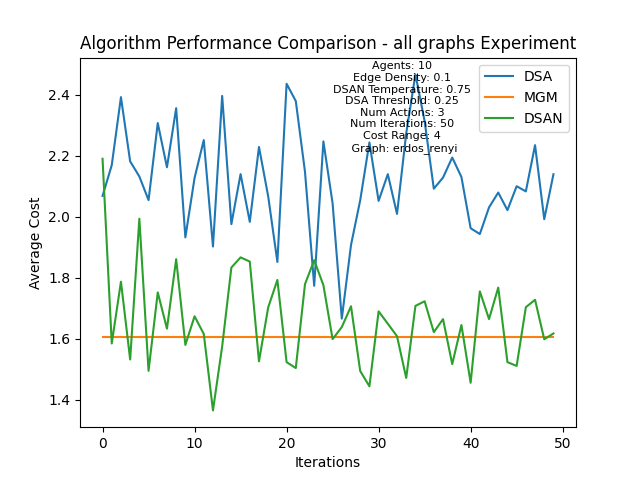 Algorithm Performance Comparison - all graphs Experiment
Agents: 10
Edge Density: 0.1
DSAN Temperature: 0.75
DSA Threshold: 0.25
Num Actions: 3
Num Iterations: 50
Cost Range: 4
Graph: erdos_renyi
DSA
MGM
DSAN
Average Cost
2.4
2.2
2.0
1.8
1.6
1.4
0 10 20 30 40 50
Iterations